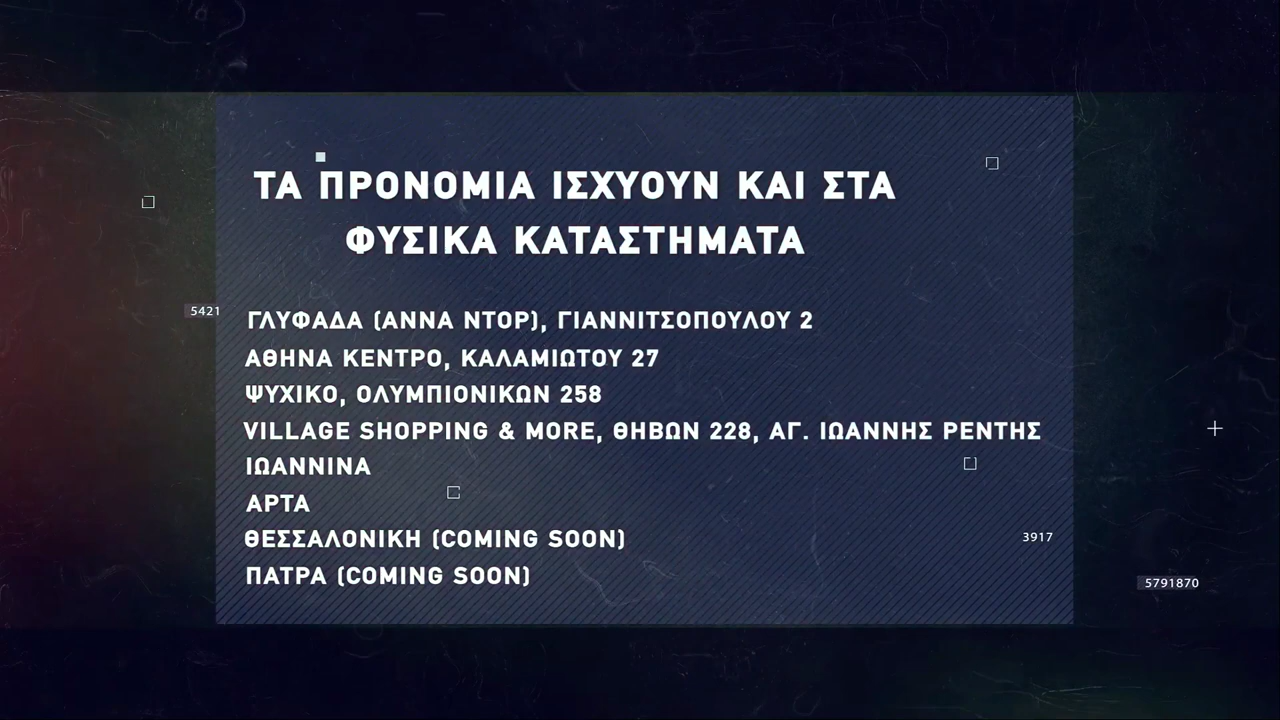 ΤΑ ΠΡΟΝΟΜΙΑ ΙΣΧΥΟΥΝ ΚΑΙ ΣΤΑ
ΦΥΣΙΚΑ ΚΑΤΑΣΤΗΜΑΤΑ
5421
ΓΛΥΦΑΔΑ (ΑΝΝΑ ΝΤΟΡ), ΓΙΑΝΝΙΤΣΟΠΟΥΛΟΥ 2
ΑΘΗΝΑ ΚΕΝΤΡΟ, ΚΑΛΑΜΙΩΤΟΥ 27
ΨΥΧΙΚΟ, ΟΛΥΜΠΙΟΝΙΚΩΝ 258
VILLAGE SHOPPING & MORE, ΘΗΒΩΝ 228, ΑΓ. ΙΩΑΝΝΗΣ ΡΕΝΤΗΣ
ΙΩΑΝΝΙΝΑ
ΑΡΤΑ
ΘΕΣΣΑΛΟΝΙΚΗ (COMING SOON)
3917
ΠΑΤΡΑ (COMING SOON)
5791870